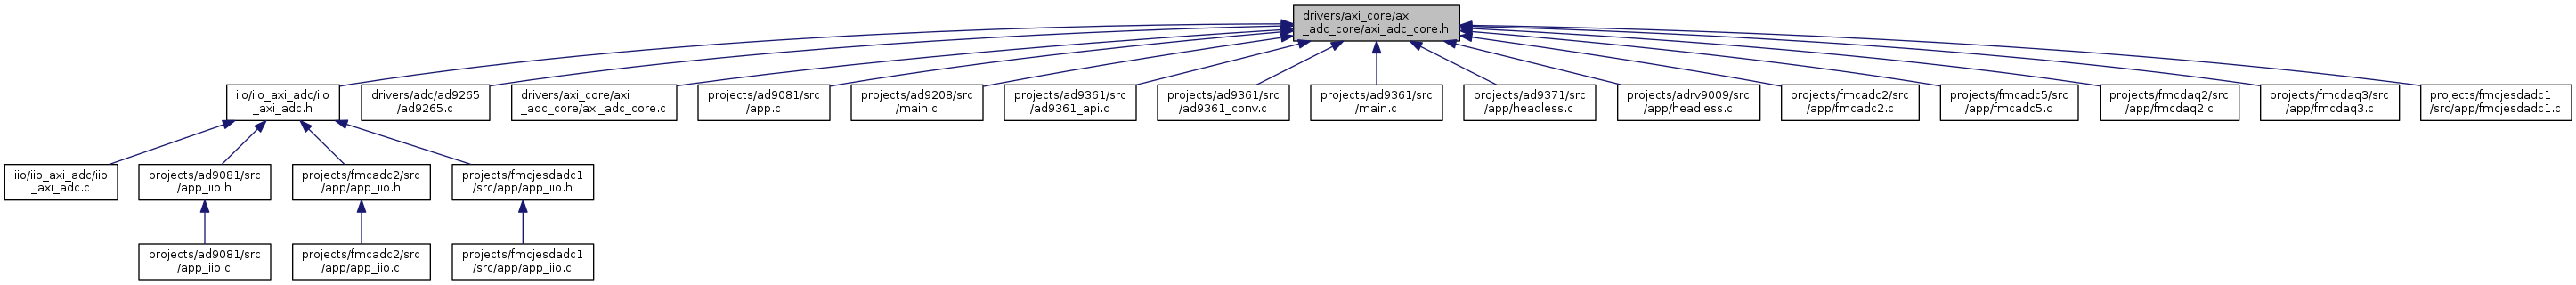 drivers/axi_core/axi
_adc_core/axi_adc_core.h
iio/iio_axi_adc/iio
_axi_adc.h
drivers/adc/ad9265
/ad9265.c
drivers/axi_core/axi
_adc_core/axi_adc_core.c
projects/ad9081/src
/app.c
projects/ad9208/src
/main.c
projects/ad9361/src
/ad9361_api.c
projects/ad9361/src
/ad9361_conv.c
projects/ad9361/src
/main.c
projects/ad9371/src
/app/headless.c
projects/adrv9009/src
/app/headless.c
projects/fmcadc2/src
/app/fmcadc2.c
projects/fmcadc5/src
/app/fmcadc5.c
projects/fmcdaq2/src
/app/fmcdaq2.c
projects/fmcdaq3/src
/app/fmcdaq3.c
projects/fmcjesdadc1
/src/app/fmcjesdadc1.c
iio/iio_axi_adc/iio
_axi_adc.c
projects/ad9081/src
/app_iio.h
projects/fmcadc2/src
/app/app_iio.h
projects/fmcjesdadc1
/src/app/app_iio.h
projects/ad9081/src
/app_iio.c
projects/fmcadc2/src
/app/app_iio.c
projects/fmcjesdadc1
/src/app/app_iio.c